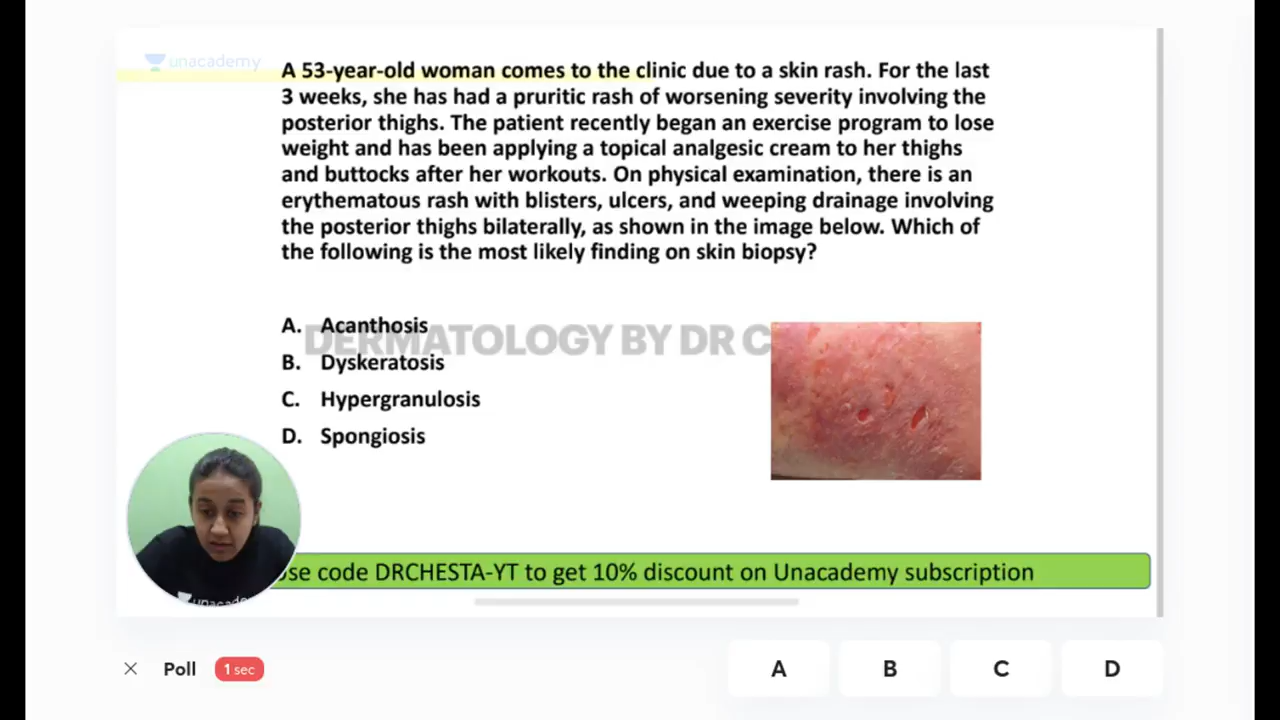 unacademy
A 53-year-old woman comes to the clinic due to a skin rash. For the last
3 weeks, she has had a pruritic rash of worsening severity involving the
posterior thighs. The patient recently began an exercise program to lose
weight and has been applying a topical analgesic cream to her thighs
and buttocks after her workouts. On physical examination, there is an
erythematous rash with blisters, ulcers, and weeping drainage involving
the posterior thighs bilaterally, as shown in the image below. Which of
the following is the most likely finding on skin biopsy?
DERMATOLOGY BY DR C
A. Acanthosis
B. Dyskeratosis
C. Hypergranulosis
D. Spongiosis
code DRCHESTA-YT to get 10% discount on Unacademy subscription
Poll 1 sec A B C D